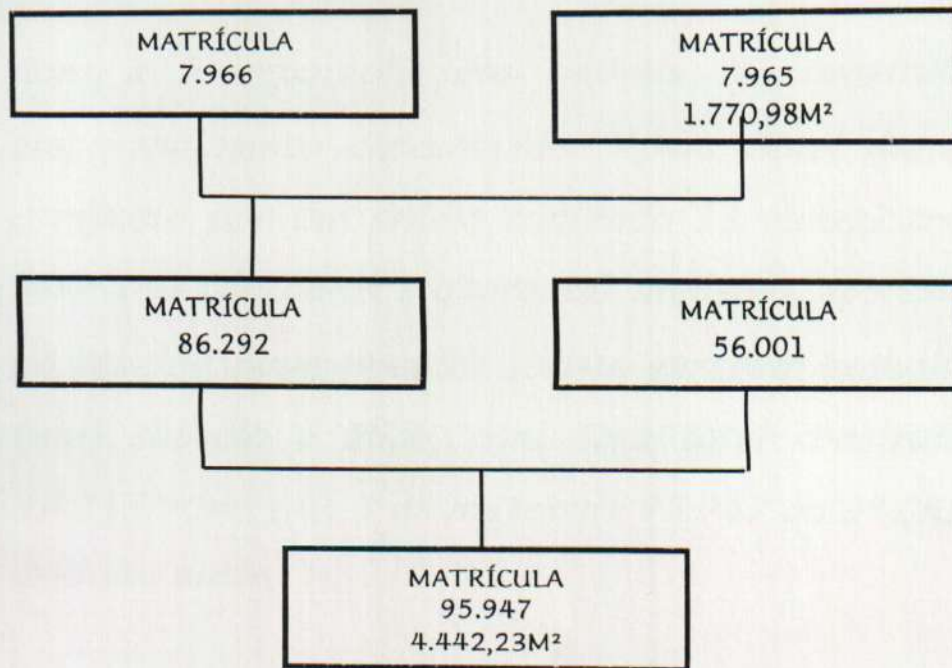 MATRÍCULA
7.966
MATRÍCULA
7.965
1.770,98M²
MATRÍCULA
86.292
MATRÍCULA
56.001
MATRÍCULA
95.947
4.442,23M²